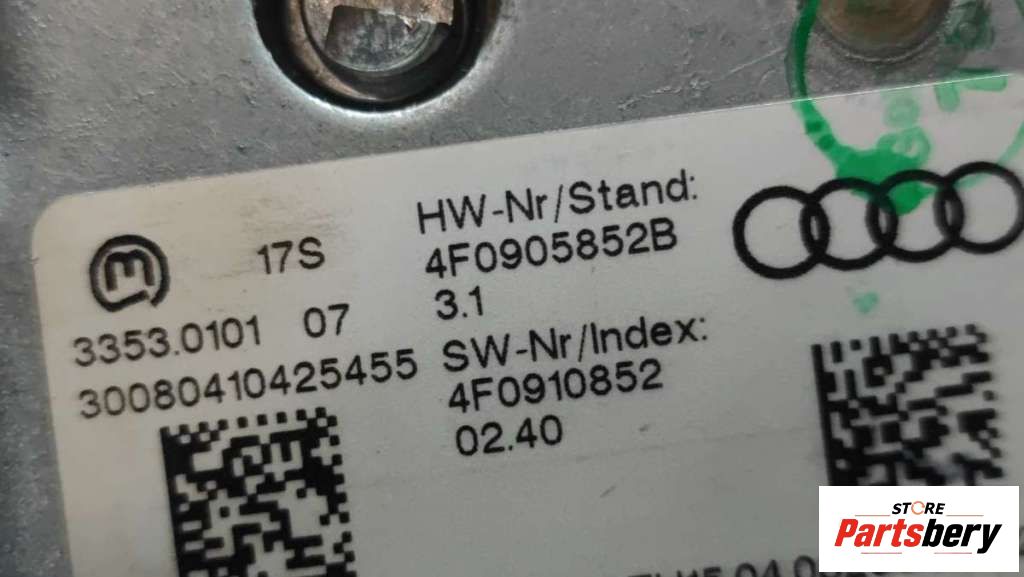 17S
3353.0101 07
30080410425455
HW-Nr/Stand:
4F0905852B
3.1
SW-Nr/Index:
4F0910852
02.40
STORE
Partsbery